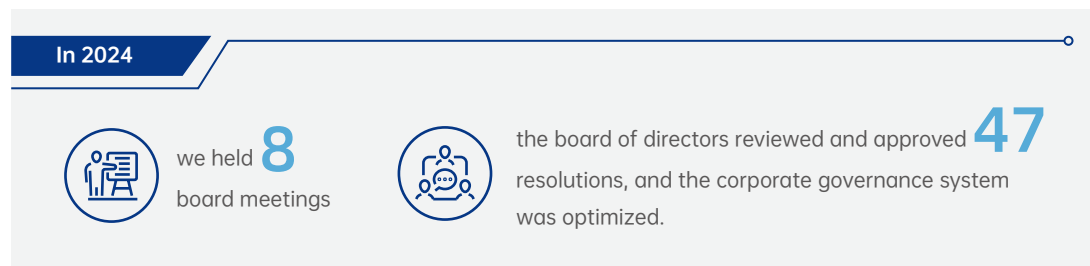 In 2024
we held 8
board meetings
the board of directors reviewed and approved 47
resolutions, and the corporate governance system
was optimized.